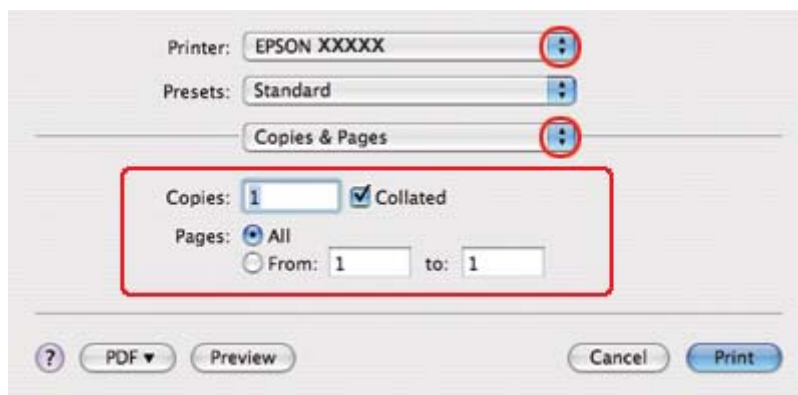 Printer: EPSON XXXXX
Presets: Standard
Copies & Pages
Copies: 1 Collated
Pages: All
From: 1 to: 1
? PDF▼ Preview Cancel Print